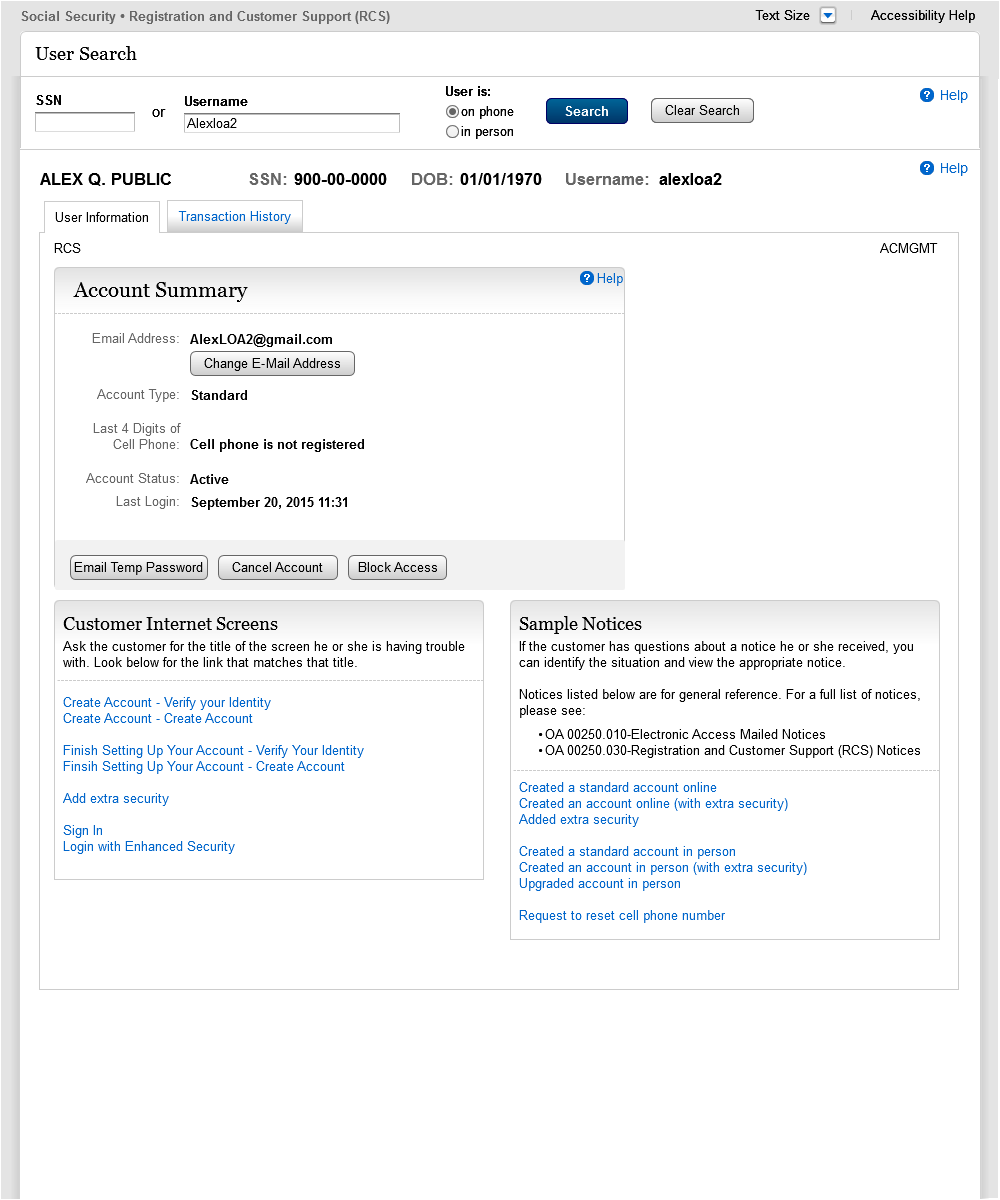 Social Security • Registration and Customer Support (RCS)
Text Size
Accessibility Help
User Search
SSN
or
Username
Alexloa2
User is:
on phone
in person
Search
Clear Search
? Help
ALEX Q. PUBLIC SSN: 900-00-0000 DOB: 01/01/1970 Username: alexloa2
? Help
User Information
Transaction History
RCS
ACMGMT
Account Summary
? Help
Email Address: AlexLOA2@gmail.com
Change E-Mail Address
Account Type: Standard
Last 4 Digits of
Cell Phone: Cell phone is not registered
Account Status: Active
Last Login: September 20, 2015 11:31
Email Temp Password
Cancel Account
Block Access
Customer Internet Screens
Ask the customer for the title of the screen he or she is having trouble
with. Look below for the link that matches that title.
Create Account - Verify your Identity
Create Account - Create Account
Finish Setting Up Your Account - Verify Your Identity
Finsih Setting Up Your Account - Create Account
Add extra security
Sign In
Login with Enhanced Security
Sample Notices
If the customer has questions about a notice he or she received, you
can identify the situation and view the appropriate notice.
Notices listed below are for general reference. For a full list of notices,
please see:
• OA 00250.010-Electronic Access Mailed Notices
• OA 00250.030-Registration and Customer Support (RCS) Notices
Created a standard account online
Created an account online (with extra security)
Added extra security
Created a standard account in person
Created an account in person (with extra security)
Upgraded account in person
Request to reset cell phone number